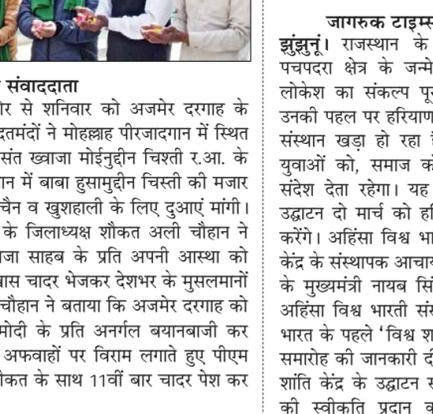 संवाददाता
ओर से शनिवार को अजमेर दरगाह के
दतमंदों ने मोहल्लाह पीरजादगान में स्थित
संत ख्वाजा मोईनुद्दीन चिश्ती र.आ. के
ान में बाबा हुसामुद्दीन चिस्ती की मजार
चैन व खुशहाली के लिए दुआएं मांगी।
के जिलाध्यक्ष शौकत अली चौहान ने
जा साहब के प्रति अपनी आस्था को
ास चादर भेजकर देशभर के मुसलमानों
चौहान ने बताया कि अजमेर दरगाह को
मोदी के प्रति अनर्गल बयानबाजी कर
अफवाहों पर विराम लगाते हुए पीएम
ौकत के साथ 11वीं बार चादर पेश कर
जागरुक टाइम्स
झुंझुनूं। राजस्थान के
पचपदरा क्षेत्र के जन्मे
लोकेश का संकल्प पू
उनकी पहल पर हरियाण
संस्थान खड़ा हो रहा है
युवाओं को, समाज को
संदेश देता रहेगा। यह
उद्घाटन दो मार्च को हरि
करेंगे। अहिंसा विश्व भा
केंद्र के संस्थापक आचा
के मुख्यमंत्री नायब सिं
अहिंसा विश्व भारती सं
भारत के पहले 'विश्व श
समारोह की जानकारी दी
शांति केंद्र के उद्घाटन स
की स्वीकृति प्रदान क